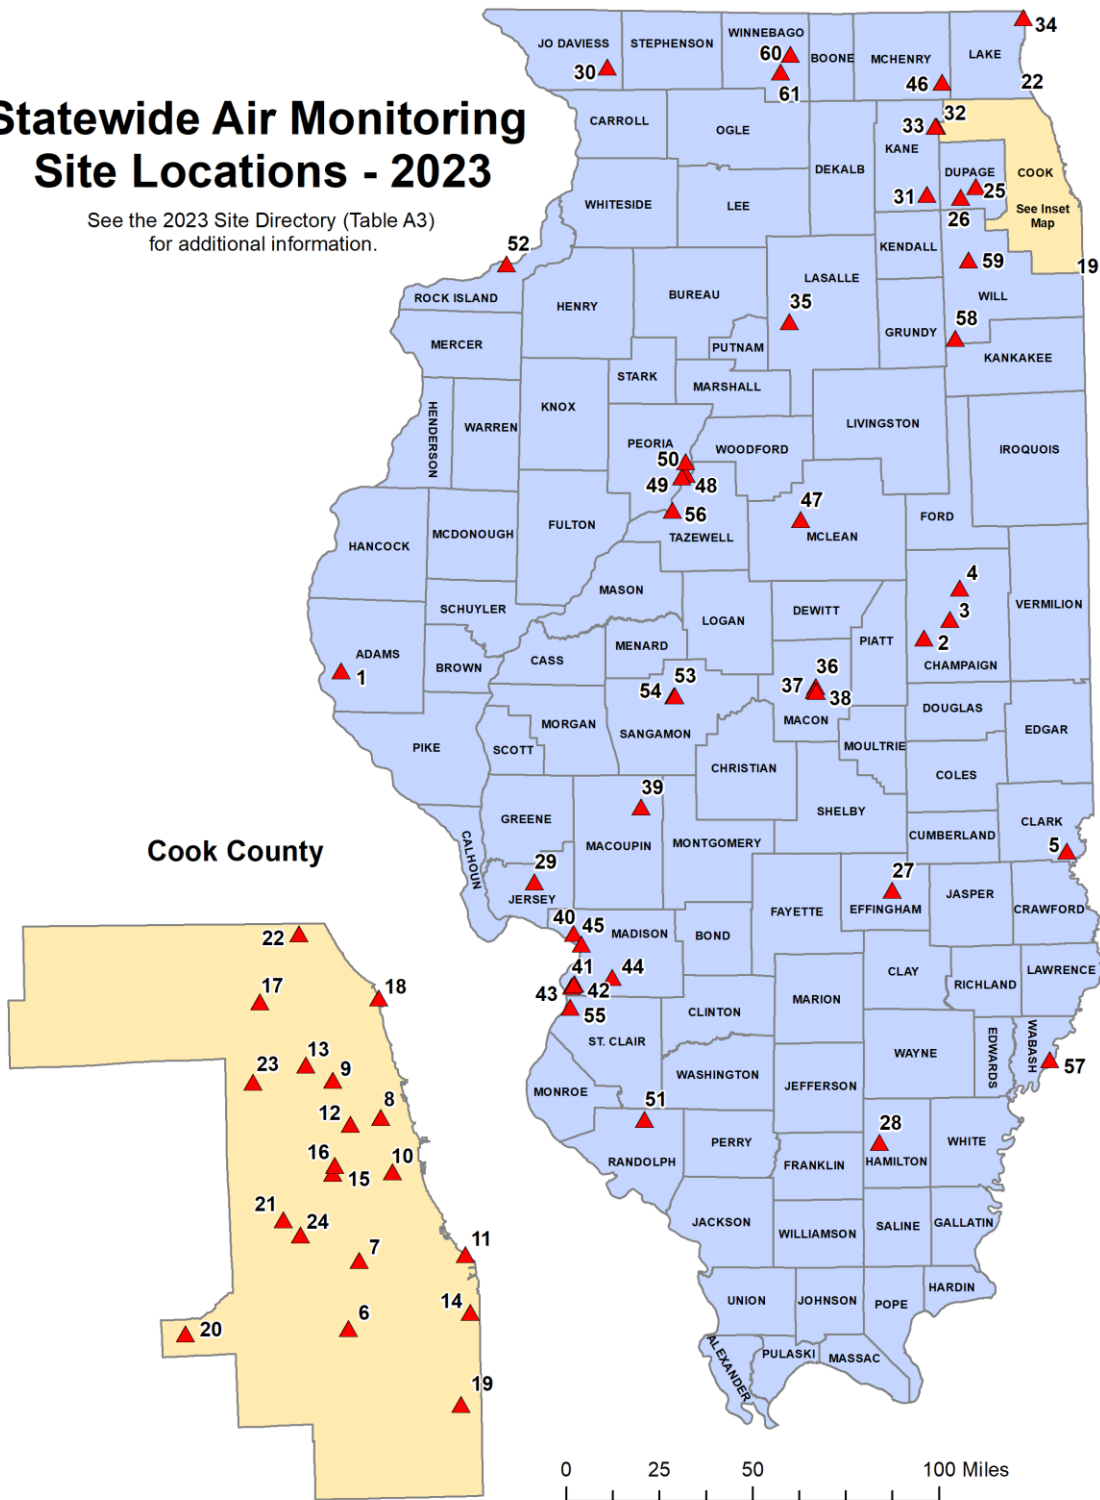 Statewide Air Monitoring
Site Locations - 2023
See the 2023 Site Directory (Table A3)
for additional information.
JO DAVIESS
STEPHENSON
WINNEBAGO
BOONE
MCHENRY
LAKE
34
30
60
61
46
22
CARROLL
OGLE
DEKALB
KANE
33
32
DUPAGE
COOK
See Inset
Map
WHITESIDE
LEE
31
25
26
KENDALL
59
19
52
ROCK ISLAND
HENRY
BUREAU
LASALLE
35
WILL
MERCER
PUTNAM
GRUNDY
58
KANKAKEE
STARK
MARSHALL
HENDERSON
WARREN
KNOX
PEORIA
WOODFORD
LIVINGSTON
IROQUOIS
50
49
48
56
TAZEWELL
47
MCLEAN
FORD
HANCOCK
MCDONOUGH
FULTON
MASON
4
3
2
CHAMPAIGN
VERMILION
SCHUYLER
LOGAN
DEWITT
PIATT
ADAMS
1
BROWN
CASS
MENARD
53
54
36
37
38
MACON
DOUGLAS
PIKE
SCOTT
MORGAN
SANGAMON
MOULTRIE
EDGAR
CHRISTIAN
COLES
39
GREENE
SHELBY
CLARK
CALHOUN
MACOUPIN
MONTGOMERY
CUMBERLAND
5
29
JERSEY
27
EFFINGHAM
JASPER
CRAWFORD
FAYETTE
40
45
MADISON
BOND
41
44
43
42
CLAY
LAWRENCE
RICHLAND
55
CLINTON
MARION
ST. CLAIR
WAYNE
EDWARDS
WABASH
57
MONROE
WASHINGTON
JEFFERSON
51
RANDOLPH
PERRY
28
HAMILTON
WHITE
FRANKLIN
JACKSON
WILLIAMSON
SALINE
GALLATIN
UNION
JOHNSON
POPE
HARDIN
ALEXANDER
PULASKI
MASSAC
Cook County
22
17
18
13
23
9
12
8
16
15
10
21
24
7
11
14
6
20
19
0
25
50
100 Miles